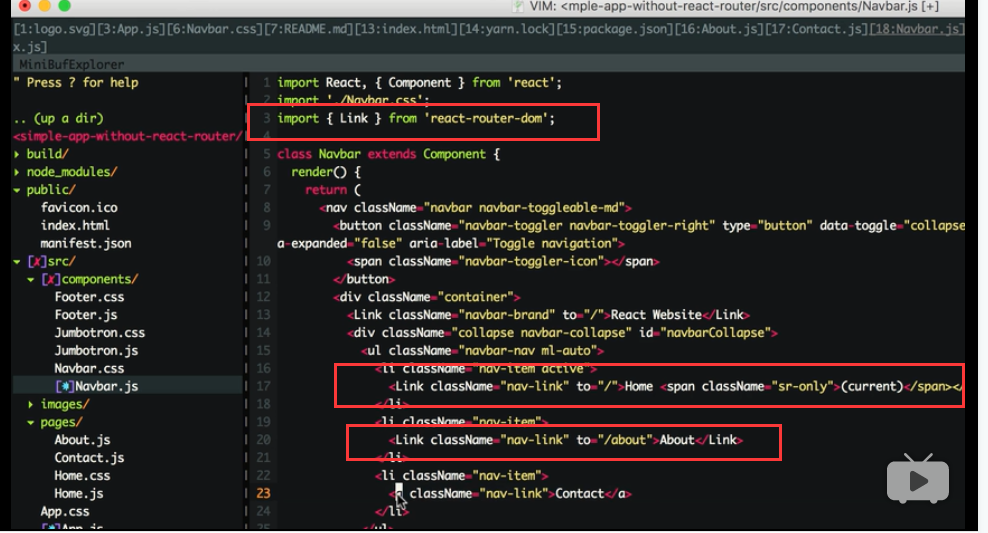 VIM: <mple-app-without-react-router/src/components/Navbar.js [+]
[1:logo.svg][3:App.js][6:Navbar.css][7:README.md][13:index.html][14:yarn.lock][15:package.json][16:About.js][17:Contact.js][18:Navbar.js]
x.js]
MiniBufExplorer
" Press ? for help
.. (up a dir)
<simple-app-without-react-router/
▸ build/
▸ node_modules/
▾ public/
favicon.ico
index.html
manifest.json
▾ [✗]src/
▾ [✗]components/
Footer.css
Footer.js
Jumbotron.css
Jumbotron.js
Navbar.css
[✹]Navbar.js
▸ images/
▾ pages/
About.js
Contact.js
Home.css
Home.js
App.css
[✹]App.js
1 import React, { Component } from 'react';
2 import './Navbar.css';
3 import { Link } from 'react-router-dom';
4
5 class Navbar extends Component {
6 render() {
7 return (
8 <nav className="navbar navbar-toggleable-md">
9 <button className="navbar-toggler navbar-toggler-right" type="button" data-toggle="collapse
a-expanded="false" aria-label="Toggle navigation">
10 <span className="navbar-toggler-icon"></span>
11 </button>
12 <div className="container">
13 <Link className="navbar-brand" to="/">React Website</Link>
14 <div className="collapse navbar-collapse" id="navbarCollapse">
15 <ul className="navbar-nav ml-auto">
16 <li className="nav-item active">
17 <Link className="nav-link" to="/">Home <span className="sr-only">(current)</span></
18 </li>
19 <li className="nav-item">
20 <Link className="nav-link" to="/about">About</Link>
21 </li>
22 <li className="nav-item">
23 <a className="nav-link">Contact</a>
24 </li>
25 </ul>